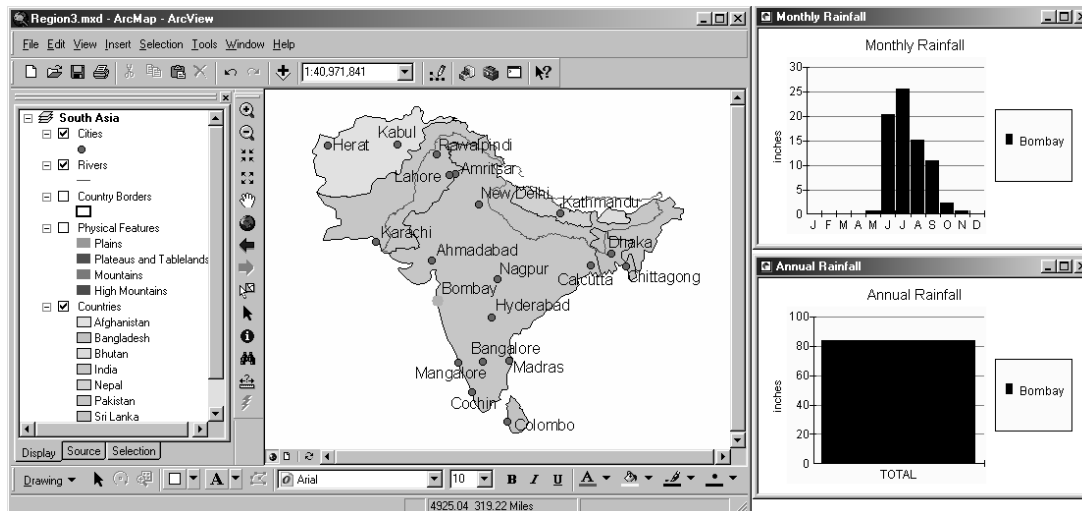 Region3.mxd - ArcMap - ArcView
File Edit View Insert Selection Tools Window Help
1:40,971,841
South Asia
Cities
Rivers
Country Borders
Physical Features
Plains
Plateaus and Tablelands
Mountains
High Mountains
Countries
Afghanistan
Bangladesh
Bhutan
India
Nepal
Pakistan
Sri Lanka
Display Source Selection
Herat
Kabul
Rawalpindi
Lahore
Amritsar
New Delhi
Kathmandu
Karachi
Ahmadabad
Dhaka
Nagpur
Calcutta
Chittagong
Bombay
Hyderabad
Bangalore
Mangalore
Madras
Cochin
Colombo
Drawing
A
Arial
10
B I U A
4925.04 319.22 Miles
Monthly Rainfall
Monthly Rainfall
30
25
20
15
10
5
0
inches
J F M A M J J A S O N D
Bombay
Annual Rainfall
Annual Rainfall
100
80
60
40
20
0
inches
TOTAL
Bombay